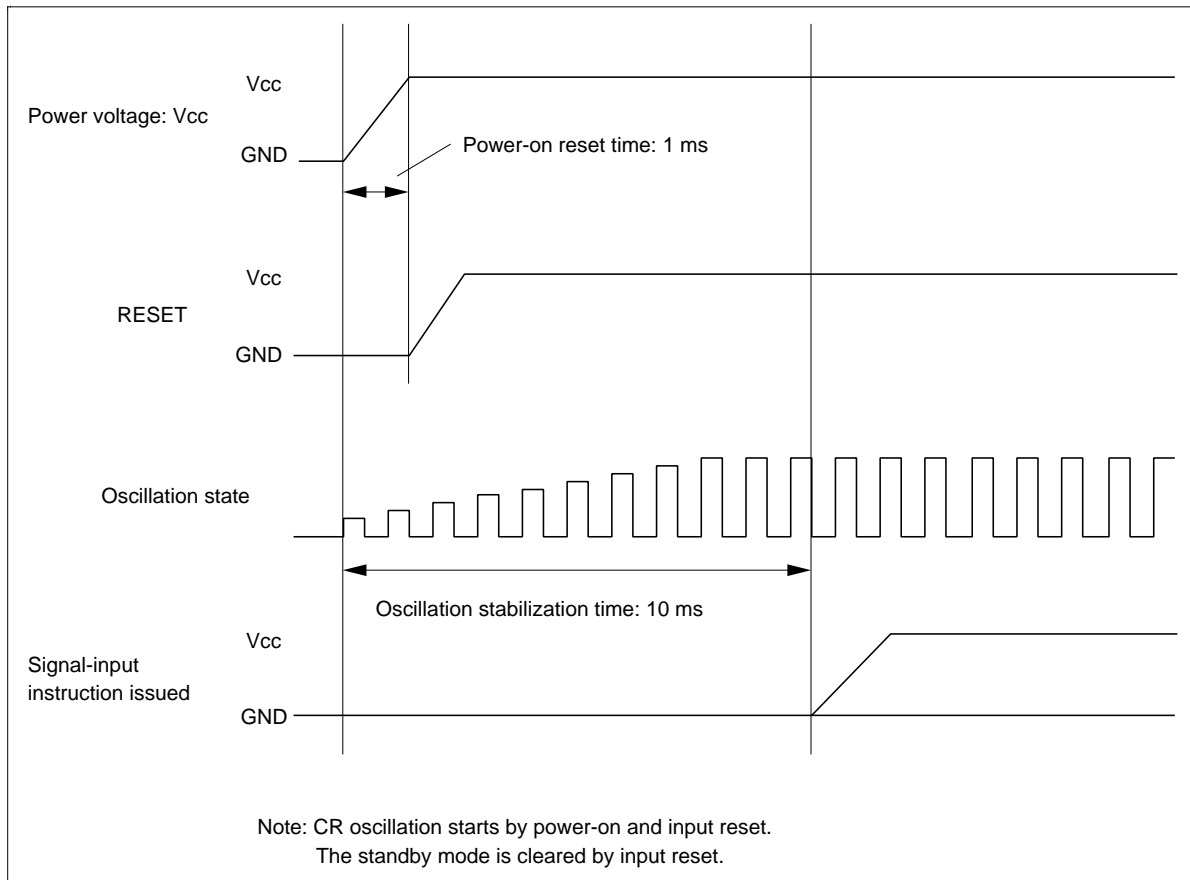 Vcc
Power voltage: Vcc
GND
Power-on reset time: 1 ms
Vcc
RESET
GND
Oscillation state
Oscillation stabilization time: 10 ms
Vcc
Signal-input
instruction issued
GND
Note: CR oscillation starts by power-on and input reset.
The standby mode is cleared by input reset.